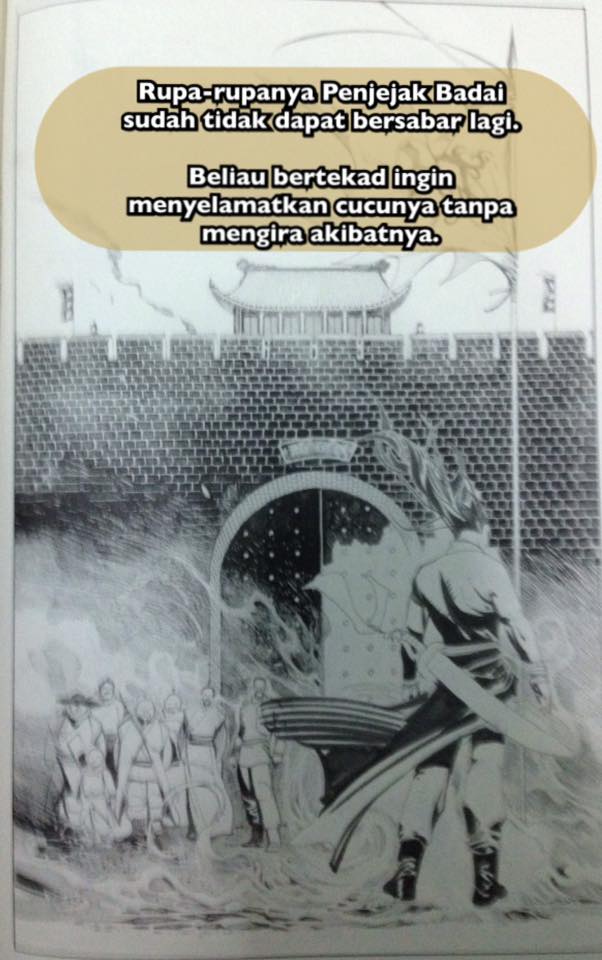 Rupa-rupanya Penjejak Badai
sudah tidak dapat bersabar lagi.
Beliau bertekad ingin
menyelamatkan cucunya tanpa
mengira akibatnya.